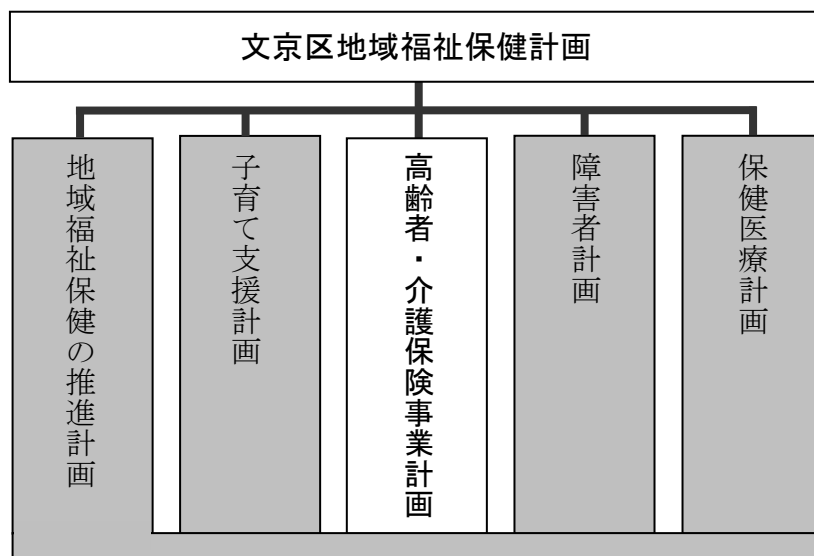 文京区地域福祉保健計画
地域福祉保健の推進計画
子育て支援計画
高齢者・介護保険事業計画
障害者計画
保健医療計画